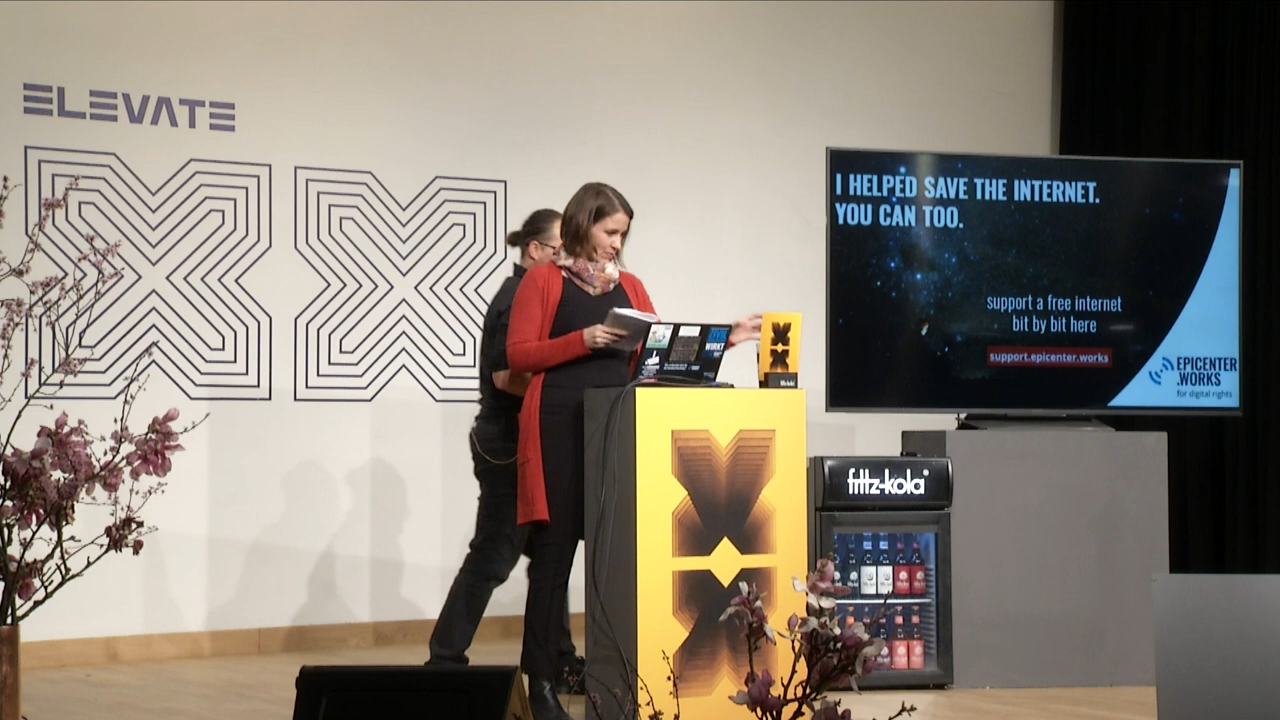 ELEVATE
I HELPED SAVE THE INTERNET.
YOU CAN TOO.
support a free internet
bit by bit here
support.epicenter.works
EPICENTER
.WORKS
for digital rights
WIRKT
fritz-kola